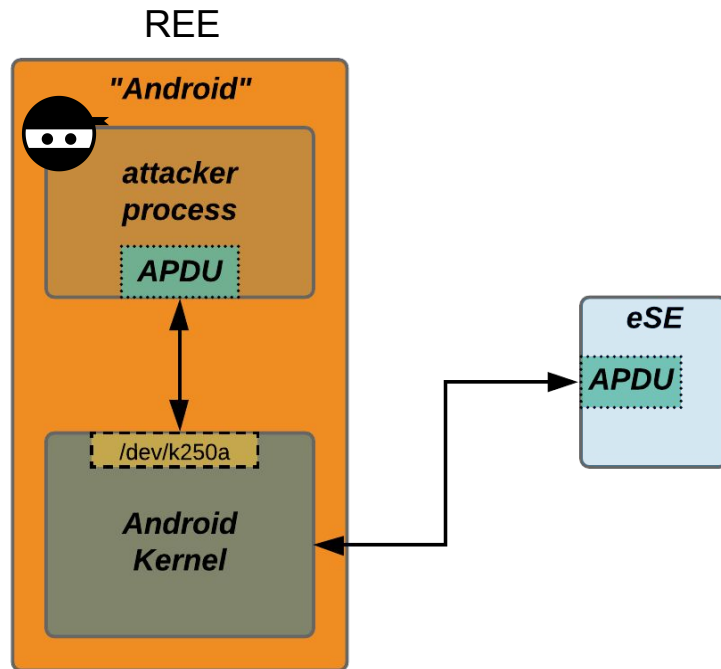 REE
"Android"
attacker
process
APDU
/dev/k250a
Android
Kernel
eSE
APDU